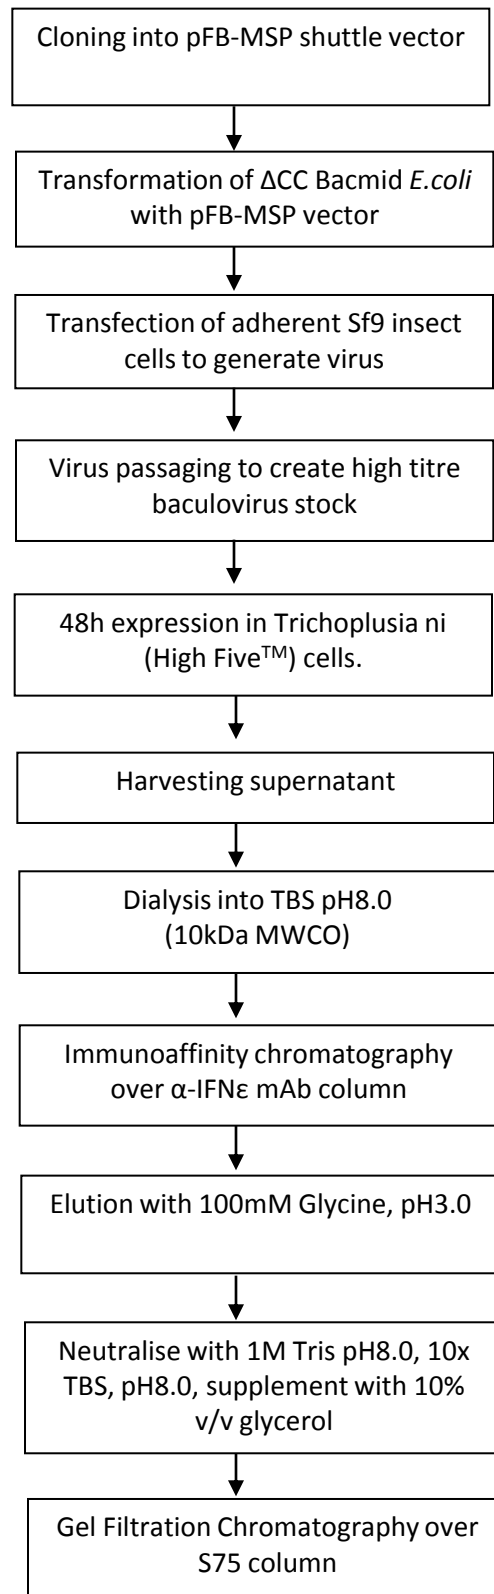 Cloning into pFB-MSP shuttle vector
Transformation of ΔCC Bacmid E.coli
with pFB-MSP vector
Transfection of adherent Sf9 insect
cells to generate virus
Virus passaging to create high titre
baculovirus stock
48h expression in Trichoplusia ni
(High Five™) cells.
Harvesting supernatant
Dialysis into TBS pH8.0
(10kDa MWCO)
Immunoaffinity chromatography
over α-IFNε mAb column
Elution with 100mM Glycine, pH3.0
Neutralise with 1M Tris pH8.0, 10x
TBS, pH8.0, supplement with 10%
v/v glycerol
Gel Filtration Chromatography over
S75 column